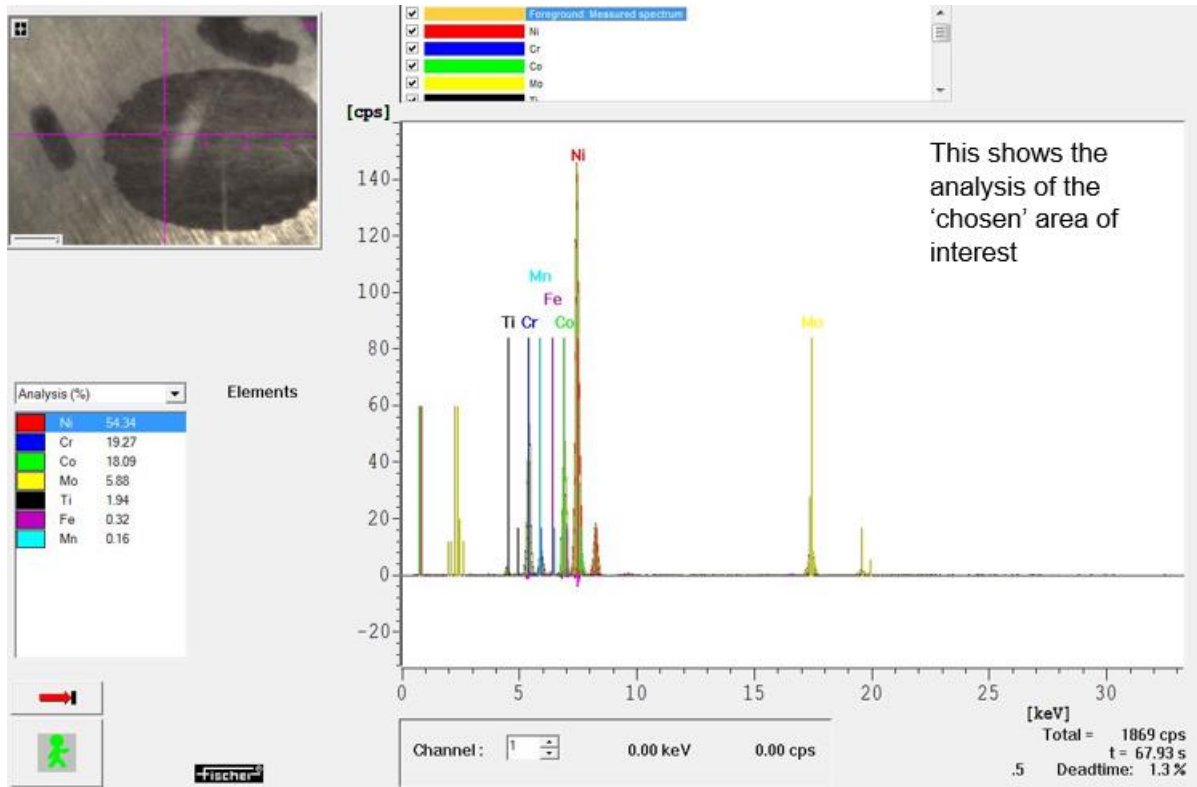 Foreground: Measured spectrum
Ni
Cr
Co
Mo
[cps]
This shows the
analysis of the
‘chosen’ area of
interest
Ni
140
120
Mn
100
Fe
Ti Cr Co Mo
80
60
40
20
0
-20
0 5 10 15 20 25 30
[keV]
Analysis (%)
Elements
Ni 54.34
Cr 19.27
Co 18.09
Mo 5.88
Ti 1.94
Fe 0.32
Mn 0.16
Channel : 1 0.00 keV 0.00 cps
Total = 1869 cps
t = 67.93 s
.5 Deadtime: 1.3 %
fischer